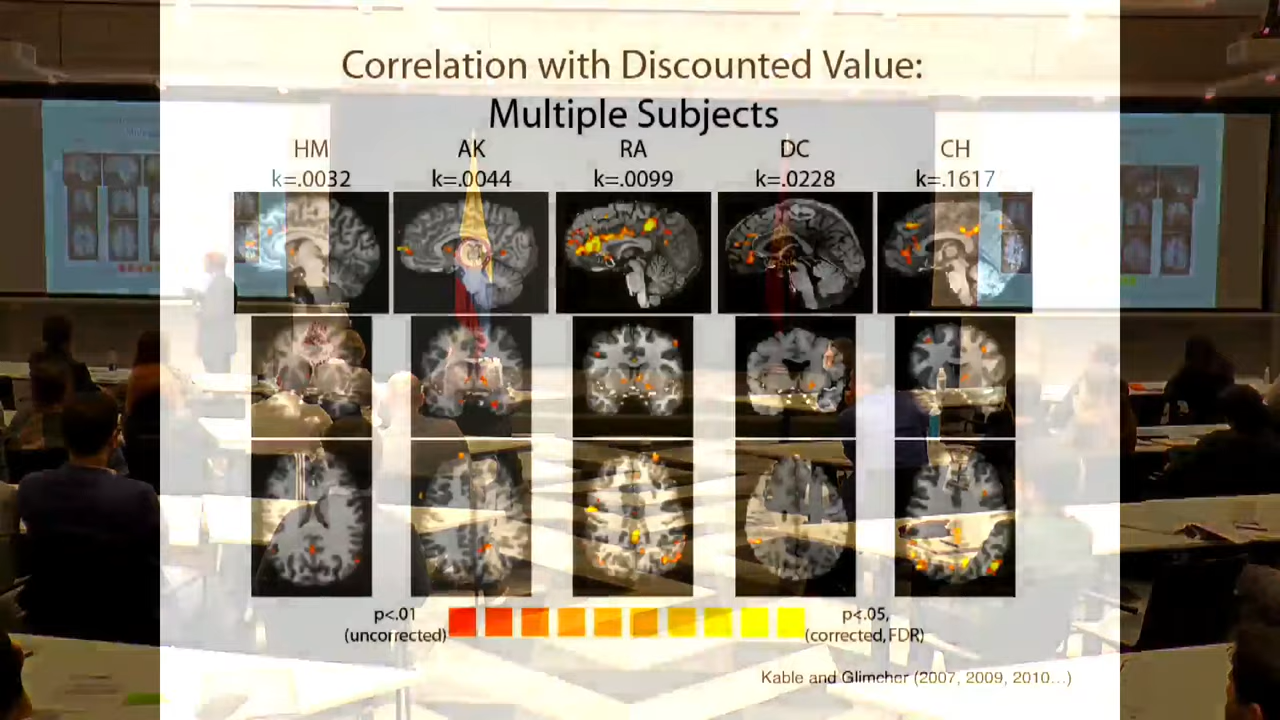 Correlation with Discounted Value:
Multiple Subjects
HM AK RA DC CH
k=.0032 k=.0044 k=.0099 k=.0228 k=.1617
p<.01 p<.05,
(uncorrected) (corrected, FDR)
Kable and Glimcher (2007, 2009, 2010...)